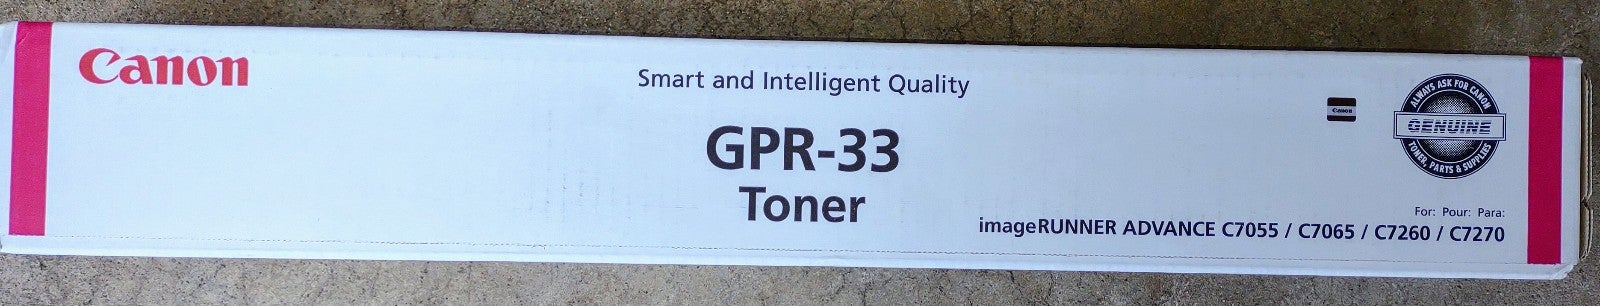 Canon
Smart and Intelligent Quality
GPR-33
Toner
Canon
ALWAYS ASK FOR CANON
GENUINE
TONER, PARTS & SUPPLIES
For: Pour: Para:
imageRUNNER ADVANCE C7055 / C7065 / C7260 / C7270